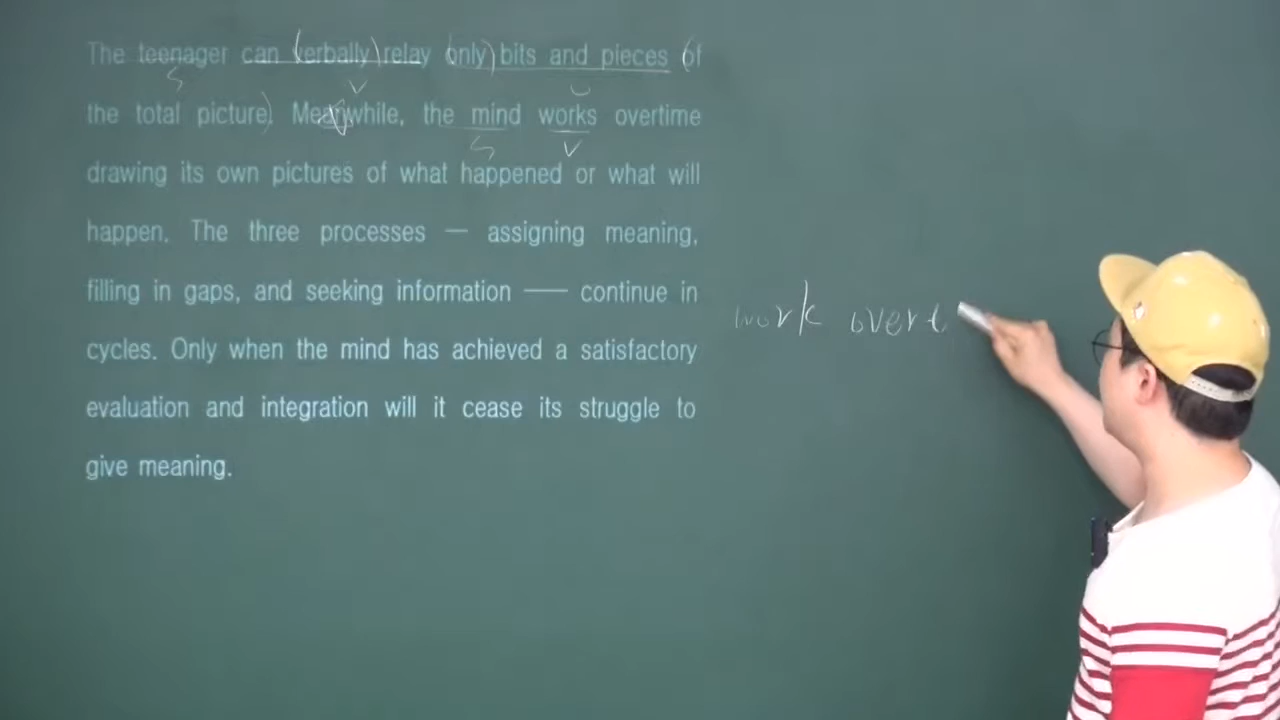 The teenager can (verbally) relay (only) bits and pieces (of
the total picture). Meanwhile, the mind works overtime
drawing its own pictures of what happened or what will
happen. The three processes — assigning meaning,
filling in gaps, and seeking information — continue in
cycles. Only when the mind has achieved a satisfactory
evaluation and integration will it cease its struggle to
give meaning.
S
V
O
S
V
work overt